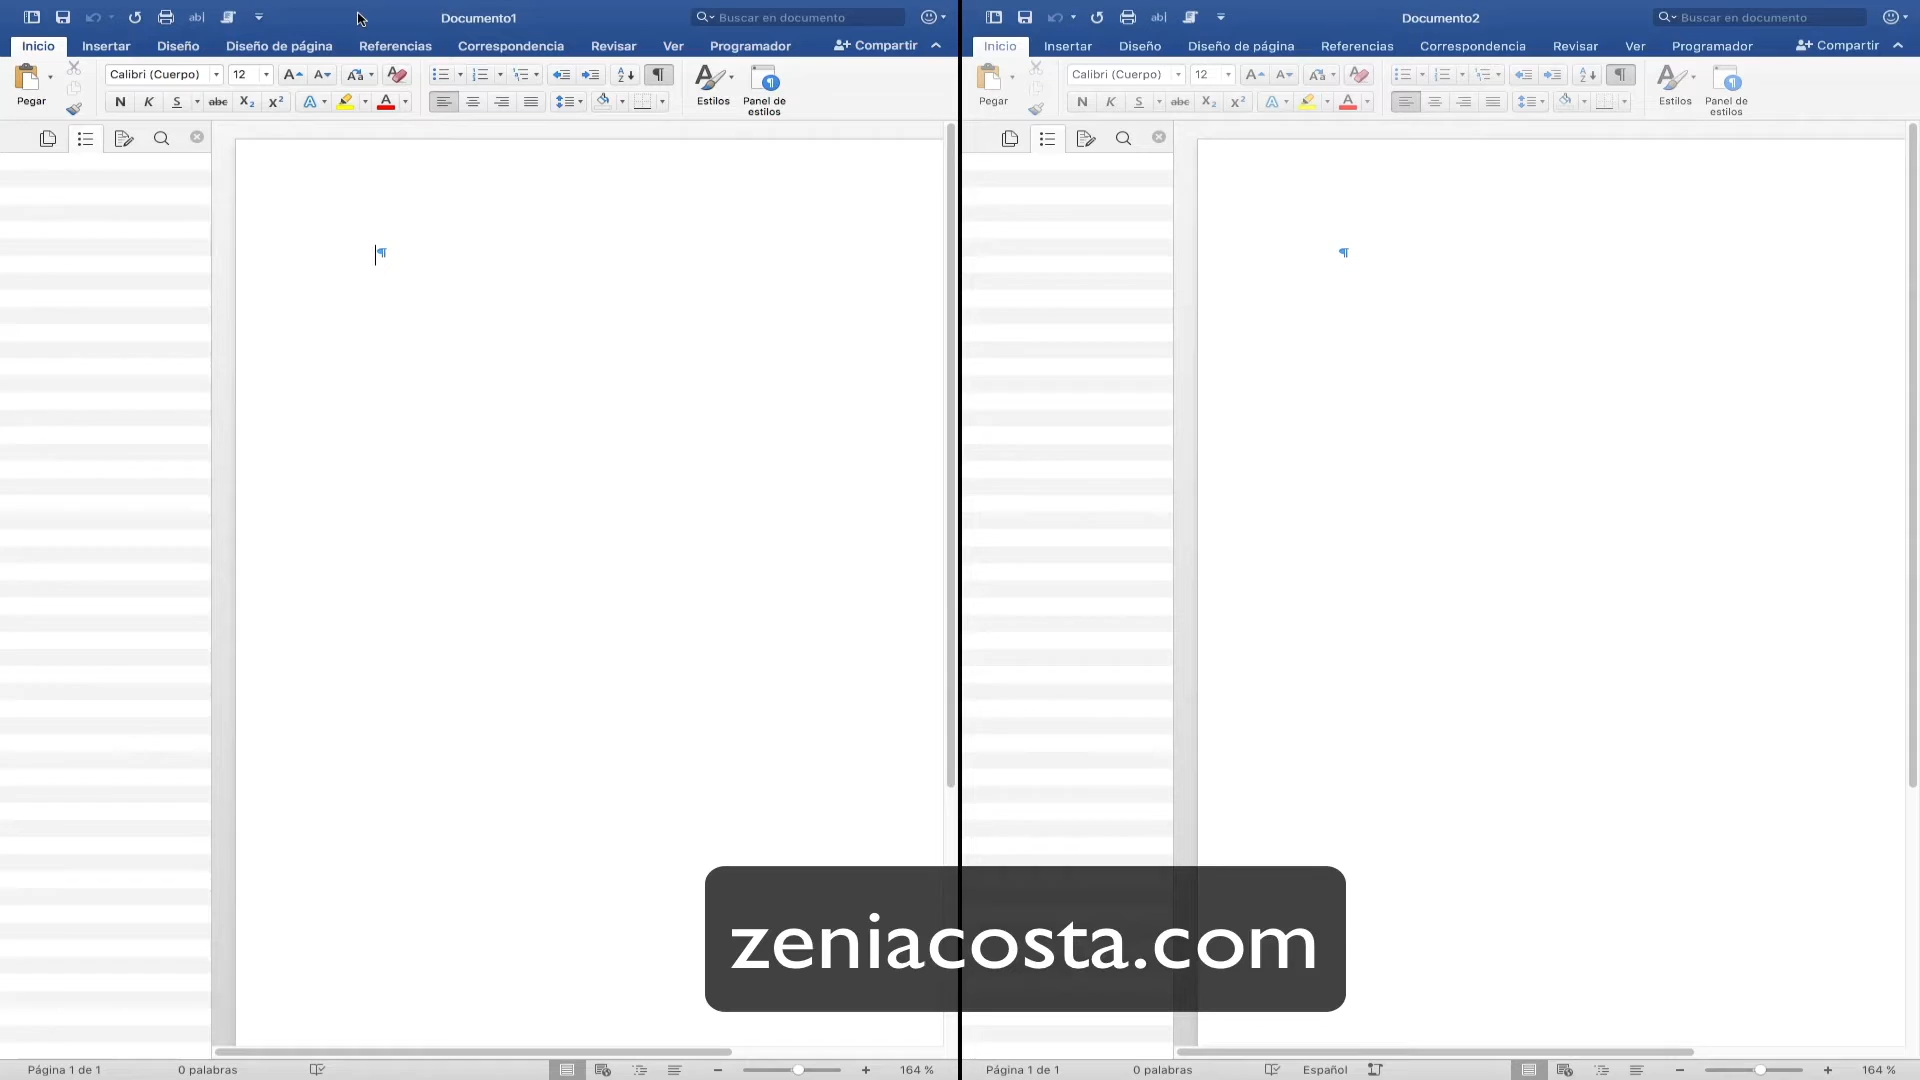 Documento1
Buscar en documento
Inicio
Insertar
Diseño
Diseño de página
Referencias
Correspondencia
Revisar
Ver
Programador
Compartir
Pegar
Calibri (Cuerpo)
12
Estilos
Panel de
estilos
¶
Página 1 de 1
0 palabras
164 %
Documento2
Buscar en documento
Inicio
Insertar
Diseño
Diseño de página
Referencias
Correspondencia
Revisar
Ver
Programador
Compartir
Pegar
Calibri (Cuerpo)
12
Estilos
Panel de
estilos
¶
Página 1 de 1
0 palabras
Español
164 %
zeniacosta.com